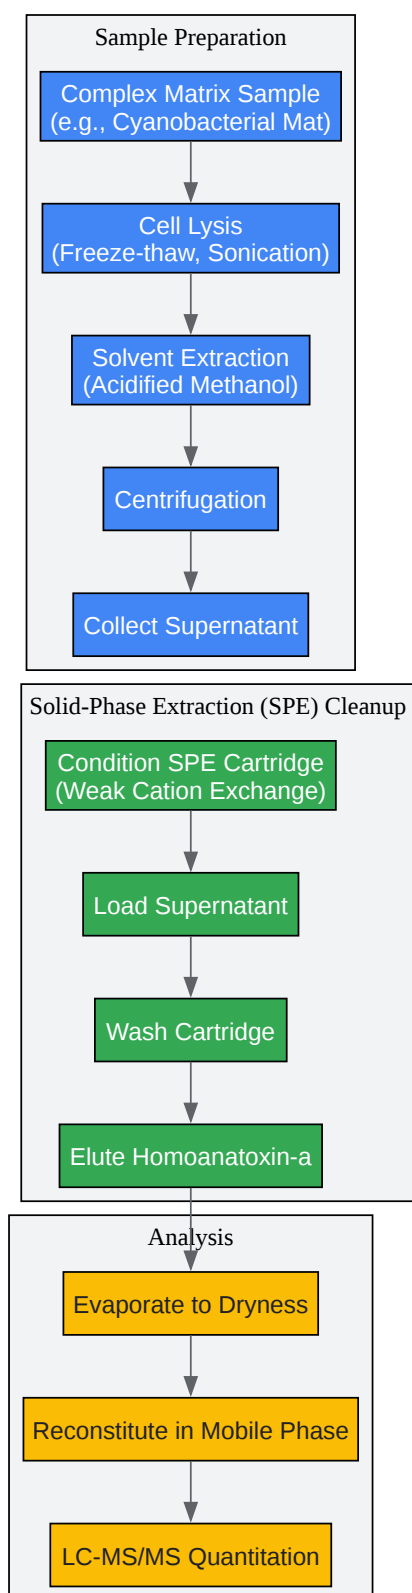 Sample Preparation
Complex Matrix Sample
(e.g., Cyanobacterial Mat)
Cell Lysis
(Freeze-thaw, Sonication)
Solvent Extraction
(Acidified Methanol)
Centrifugation
Collect Supernatant
Solid-Phase Extraction (SPE) Cleanup
Condition SPE Cartridge
(Weak Cation Exchange)
Load Supernatant
Wash Cartridge
Elute Homoanatoxin-a
Analysis
Evaporate to Dryness
Reconstitute in Mobile Phase
LC-MS/MS Quantitation